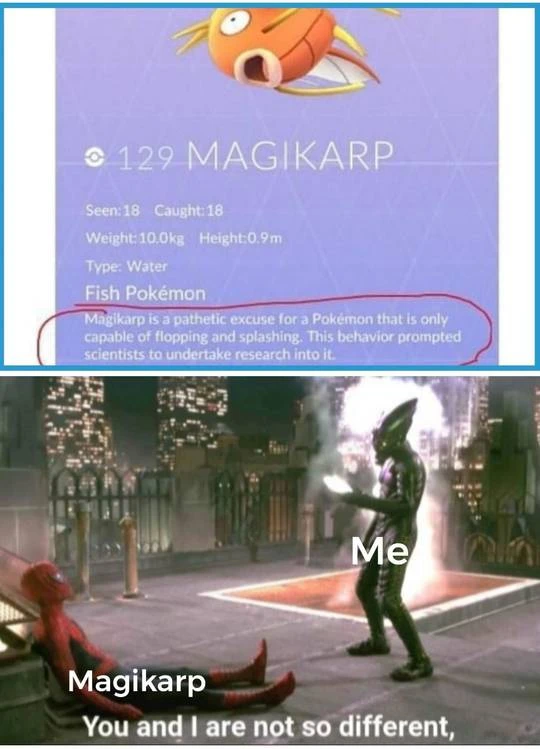 129 MAGIKARP
Seen:18 Caught:18
Weight:10.0kg Height:0.9m
Type: Water
Fish Pokémon
Magikarp is a pathetic excuse for a Pokémon that is only
capable of flopping and splashing. This behavior prompted
scientists to undertake research into it.
Me
Magikarp
You and I are not so different,